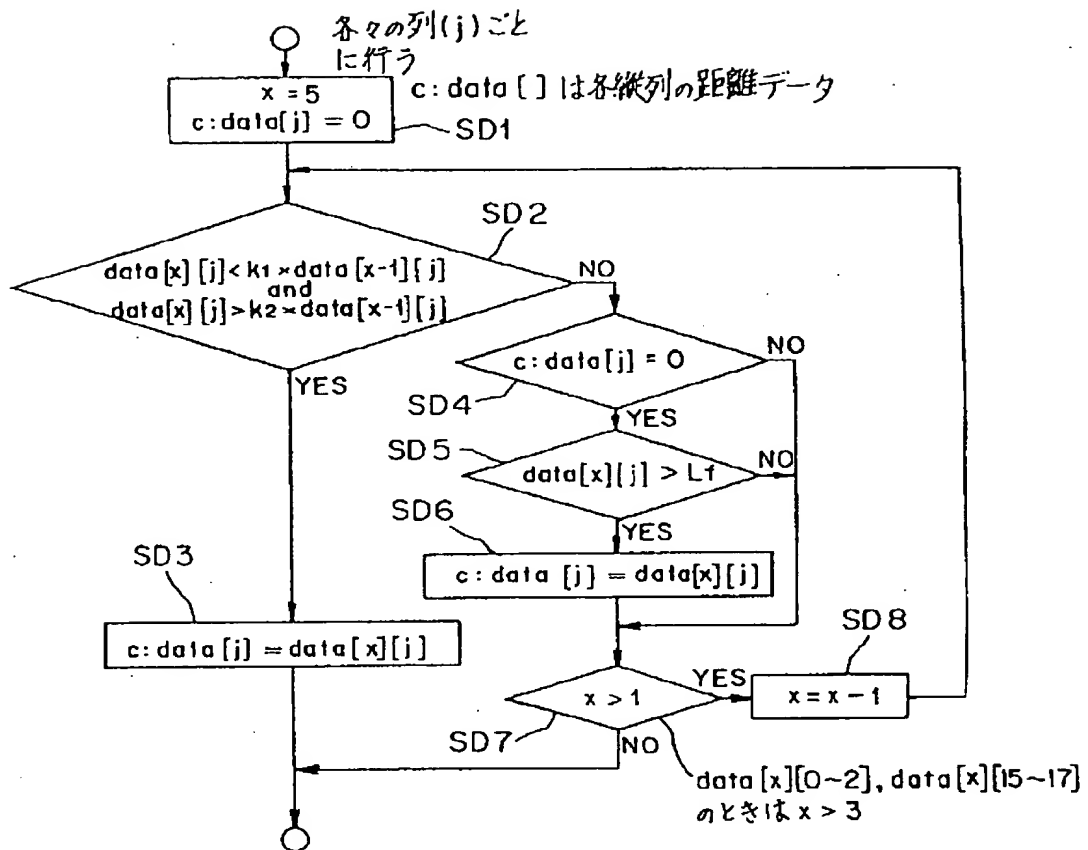 各々の列(j)ごと
に行う
x = 5
c:data[j] = 0
c:data[]は各縦列の距離データ
SD1
SD2
data[x][j]<k1×data[x-1][j]
and
data[x][j]>k2×data[x-1][j]
NO
YES
c:data[j] = 0
NO
SD4
YES
SD5
data[x][j] > Lf
NO
YES
SD6
c:data [j] = data[x][j]
SD3
c:data[j] = data[x][j]
SD8
x > 1
YES
x = x - 1
SD7
NO
data[x][0~2], data[x][15~17]
のときは x > 3